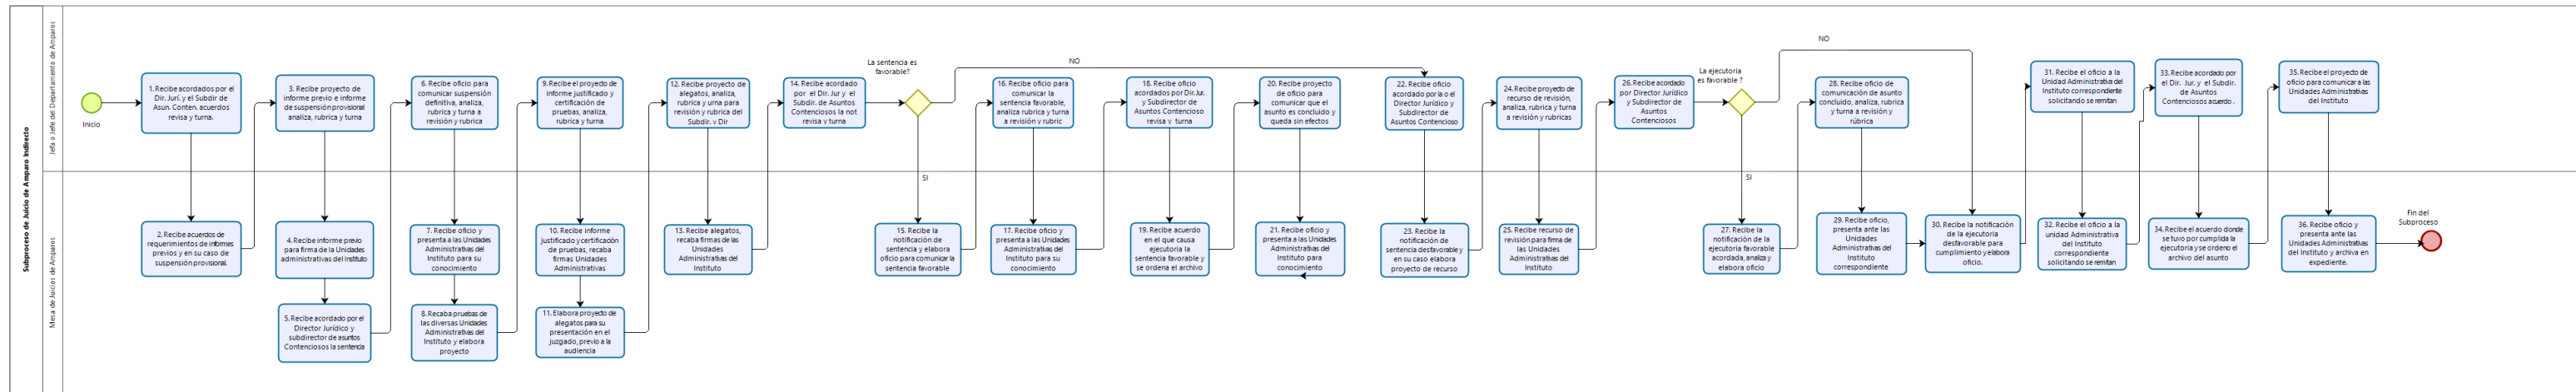 Subproceso de Juicio de Amparo Indirecto
Jefa o Jefe del Departamento de Amparos
Mesa de Juicios de Amparos
Inicio
1. Recibe acordados por el
Dir. Jurí. y el Subdir de
Asun. Conten. acuerdos
revisa y turna.
2. Recibe acuerdos de
requerimientos de informes
previos y en su caso de
suspensión provisional.
3. Recibe proyecto de
informe previo e informe
de suspensión provisional
analiza, rubrica y turna
4. Recibe informe previo
para firma de la Unidades
administrativas del Instituto
5. Recibe acordado por el
Director Jurídico y
subdirector de asuntos
Contenciosos la sentencia
6. Recibe oficio para
comunicar suspensión
definitiva, analiza,
rubrica y turna a
revisión y rubrica
7. Recibe oficio y
presenta a las Unidades
Administrativas del
Instituto para su
conocimiento
8. Recaba pruebas de
las diversas Unidades
Administrativas del
Instituto y elabora
proyecto
9. Recibe el proyecto de
informe justificado y
certificación de
pruebas, analiza,
rubrica y turna
10. Recibe informe
justificado y certificación
de pruebas, recaba
firmas Unidades
Administrativas
11. Elabora proyecto de
alegatos para su
presentación en el
juzgado, previo a la
audiencia
12. Recibe proyecto de
alegatos, analiza,
rubrica y urna para
revisión y rubrica del
Subdir. y Dir
13. Recibe alegatos,
recaba firmas de las
Unidades
Administrativas del
Instituto
14. Recibe acordado
por el Dir. Jur y el
Subdir. de Asuntos
Contenciosos la not
revisa y turna
La sentencia es
favorable?
NO
SI
15. Recibe la
notificación de
sentencia y elabora
oficio para comunicar la
sentencia favorable
16. Recibe oficio para
comunicar la
sentencia favorable,
analiza rubrica y turna
a revisión y rubric
17. Recibe oficio y
presenta a las Unidades
Administrativas del
Instituto para su
conocimiento
18. Recibe oficio
acordados por Dir. Jur.
y Subdirector de
Asuntos Contencioso
revisa y turna
19. Recibe acuerdo
en el que causa
ejecutoria la
sentencia favorable y
se ordena el archivo
20. Recibe proyecto
de oficio para
comunicar que el
asunto es concluido y
queda sin efectos
21. Recibe oficio y
presenta a las Unidades
Administrativas del
Instituto para
conocimiento
22. Recibe oficio
acordado por la o el
Director Jurídico y
Subdirector de
Asuntos Contencioso
23. Recibe la
notificación de
sentencia desfavorable y
en su caso elabora
proyecto de recurso
24. Recibe proyecto de
recurso de revisión,
analiza, rubrica y turna
a revisión y rubricas
25. Recibe recurso de
revisión para firma de
las Unidades
Administrativas del
Instituto
26. Recibe acordado
por Director Jurídico
y Subdirector de
Asuntos
Contenciosos
La ejecutoria
es favorable ?
NO
SI
27. Recibe la
notificación de la
ejecutoria favorable
acordada, analiza y
elabora oficio
28. Recibe oficio de
comunicación de asunto
concluido, analiza, rubrica
y turna a revisión y
rúbrica
29. Recibe oficio,
presenta ante las
Unidades
Administrativas del
Instituto
correspondiente
30. Recibe la notificación
de la ejecutoria
desfavorable para
cumplimiento y elabora
oficio.
31. Recibe el oficio a la
Unidad Administrativa del
Instituto correspondiente
solicitando se remitan
32. Recibe el oficio a la
unidad Administrativa
del Instituto
correspondiente
solicitando se remitan
33. Recibe acordado por
el Dir. Jur. y el Subdir.
de Asuntos
Contenciosos acuerdo .
34. Recibe el acuerdo donde
se tuvo por cumplida la
ejecutoria y se ordeno el
archivo del asunto
35. Recibe el proyecto de
oficio para comunicar a las
Unidades Administrativas
del Instituto
36. Recibe oficio y
presenta ante las
Unidades Administrativas
del Instituto y archiva en
expediente.
Fin del
Subproceso